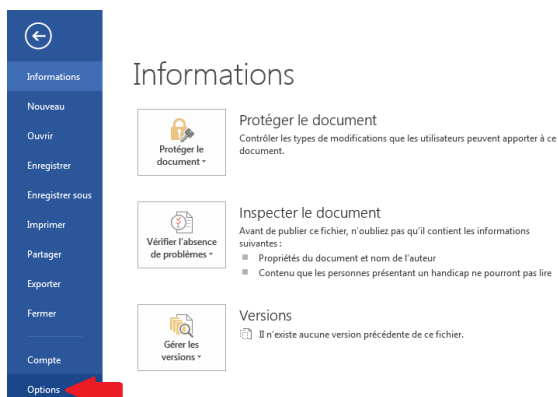 Informations
Nouveau
Ouvrir
Enregistrer
Enregistrer sous
Imprimer
Partager
Exporter
Fermer
Compte
Options
Informations
Protéger le
document
Protéger le document
Contrôler les types de modifications que les utilisateurs peuvent apporter à ce
document.
Vérifier l'absence
de problèmes
Inspecter le document
Avant de publier ce fichier, n'oubliez pas qu'il contient les informations
suivantes :
Propriétés du document et nom de l'auteur
Contenu que les personnes présentant un handicap ne pourront pas lire
Gérer les
versions
Versions
Il n'existe aucune version précédente de ce fichier.